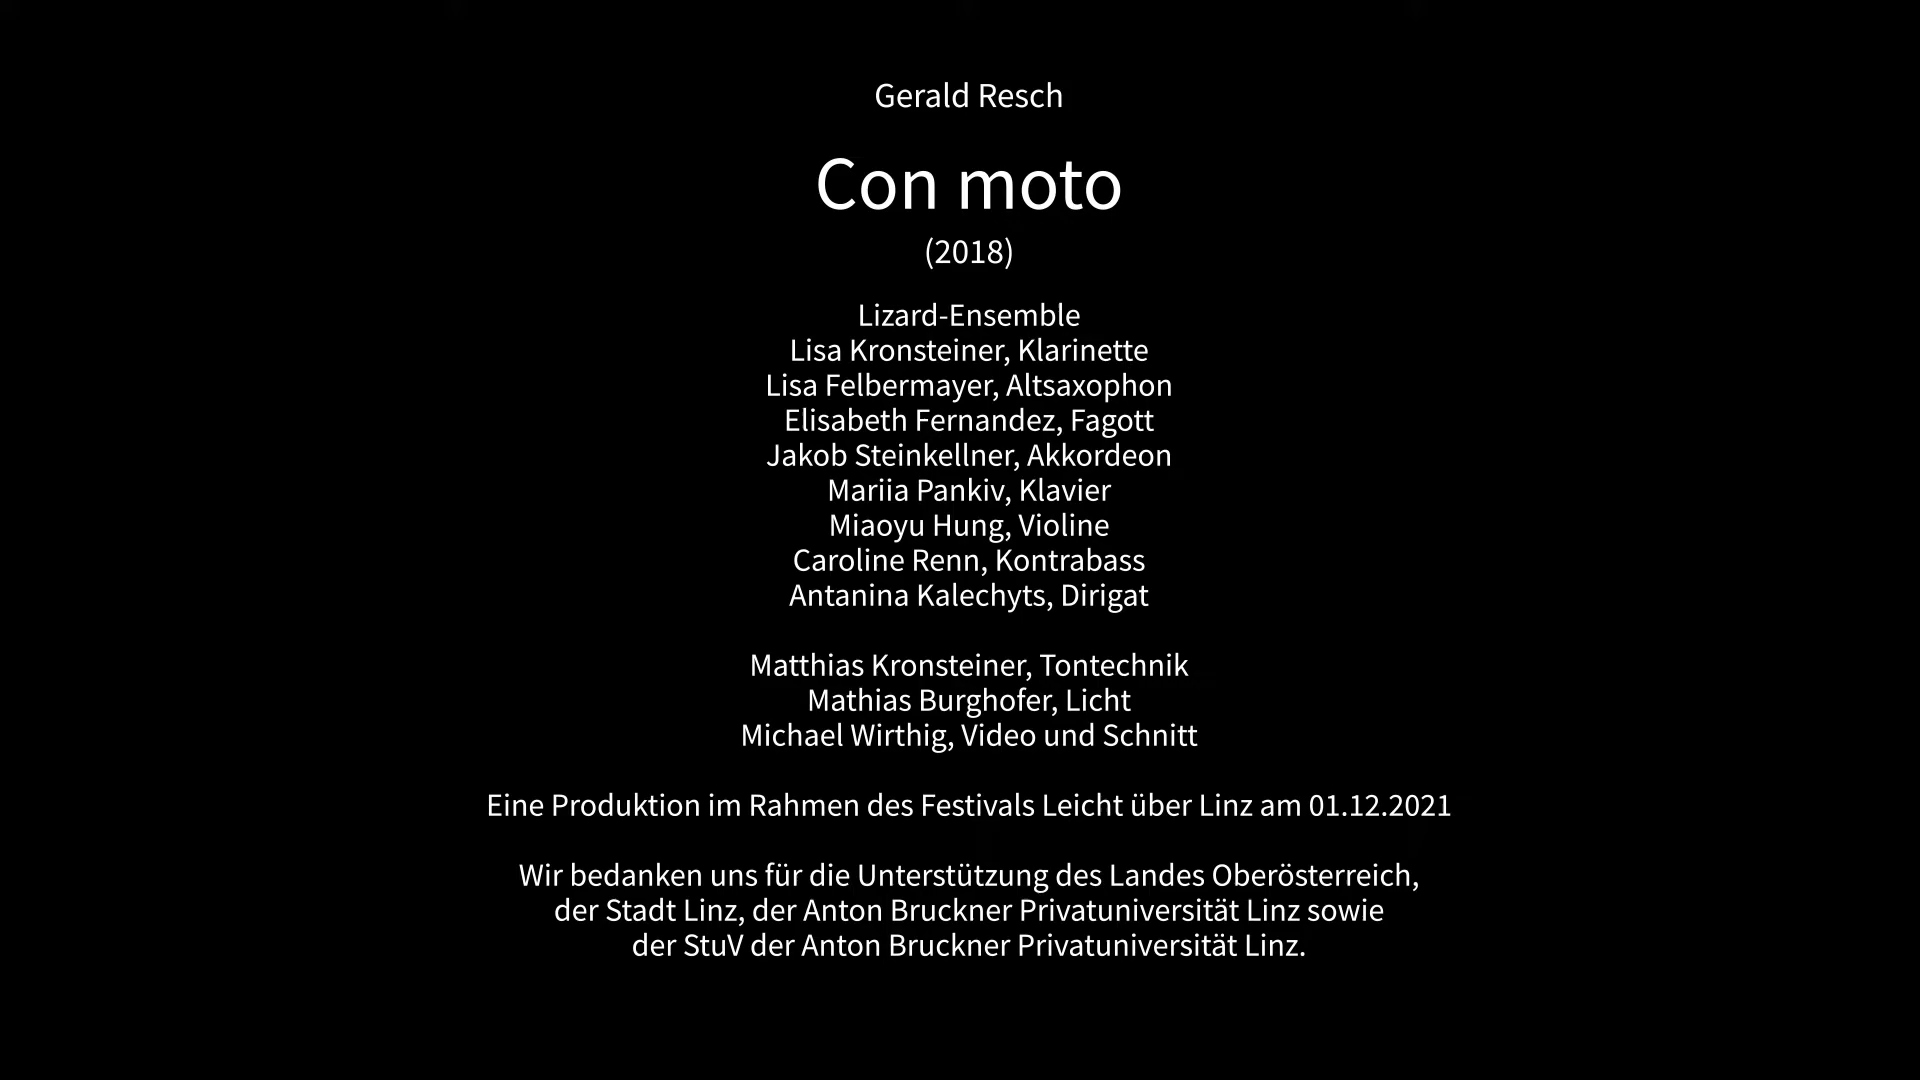 Gerald Resch
Con moto
(2018)
Lizard-Ensemble
Lisa Kronsteiner, Klarinette
Lisa Felbermayer, Altsaxophon
Elisabeth Fernandez, Fagott
Jakob Steinkellner, Akkordeon
Mariia Pankiv, Klavier
Miaoyu Hung, Violine
Caroline Renn, Kontrabass
Antanina Kalechyts, Dirigat
Matthias Kronsteiner, Tontechnik
Mathias Burghofer, Licht
Michael Wirthig, Video und Schnitt
Eine Produktion im Rahmen des Festivals Leicht über Linz am 01.12.2021
Wir bedanken uns für die Unterstützung des Landes Oberösterreich,
der Stadt Linz, der Anton Bruckner Privatuniversität Linz sowie
der StuV der Anton Bruckner Privatuniversität Linz.